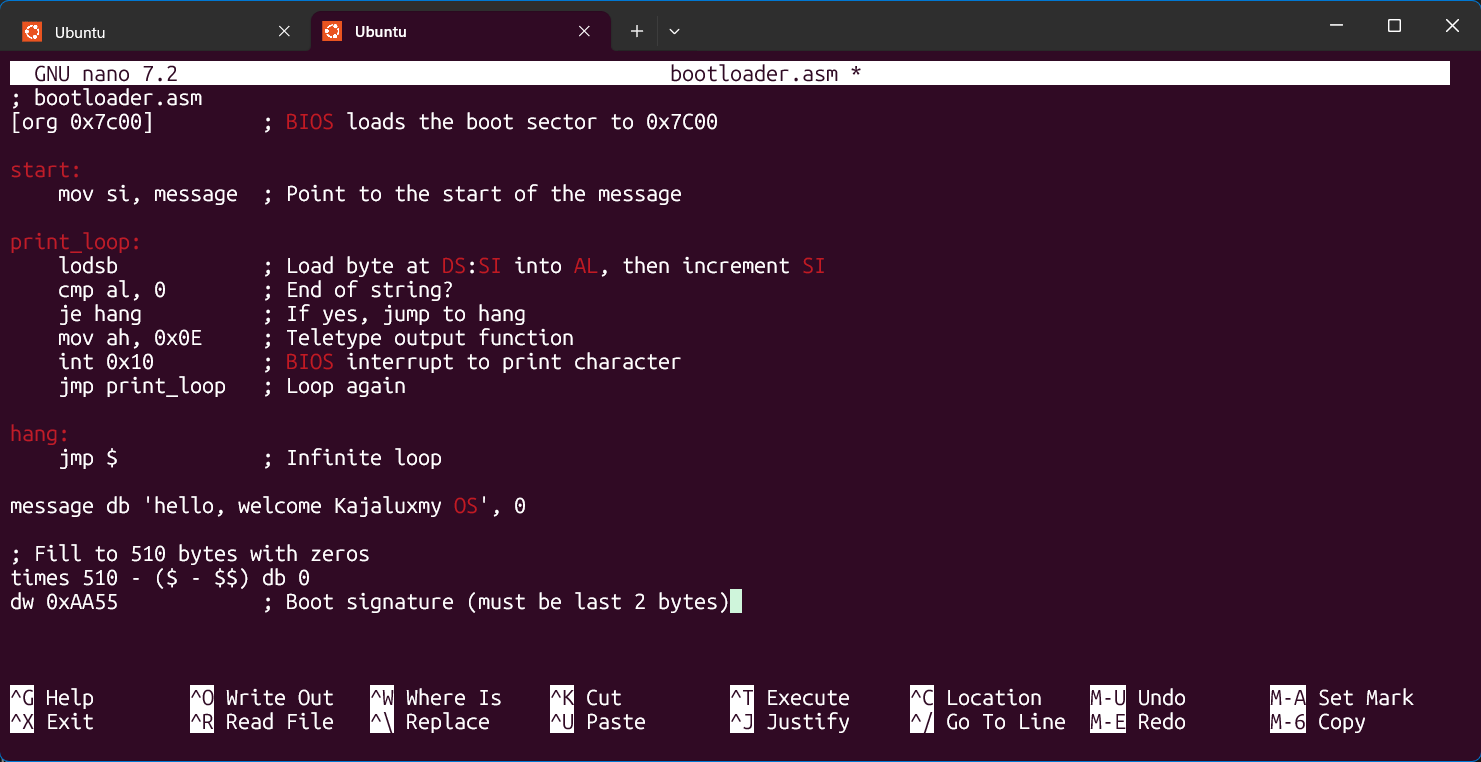 Ubuntu
Ubuntu
GNU nano 7.2 bootloader.asm *
; bootloader.asm
[org 0x7c00] ; BIOS loads the boot sector to 0x7C00
start:
mov si, message ; Point to the start of the message
print_loop:
lodsb ; Load byte at DS:SI into AL, then increment SI
cmp al, 0 ; End of string?
je hang ; If yes, jump to hang
mov ah, 0x0E ; Teletype output function
int 0x10 ; BIOS interrupt to print character
jmp print_loop ; Loop again
hang:
jmp $ ; Infinite loop
message db 'hello, welcome Kajaluxmy OS', 0
; Fill to 510 bytes with zeros
times 510 - ($ - $$) db 0
dw 0xAA55 ; Boot signature (must be last 2 bytes)
^G Help ^O Write Out ^W Where Is ^K Cut ^T Execute ^C Location M-U Undo M-A Set Mark
^X Exit ^R Read File ^\ Replace ^U Paste ^J Justify ^/ Go To Line M-E Redo M-6 Copy